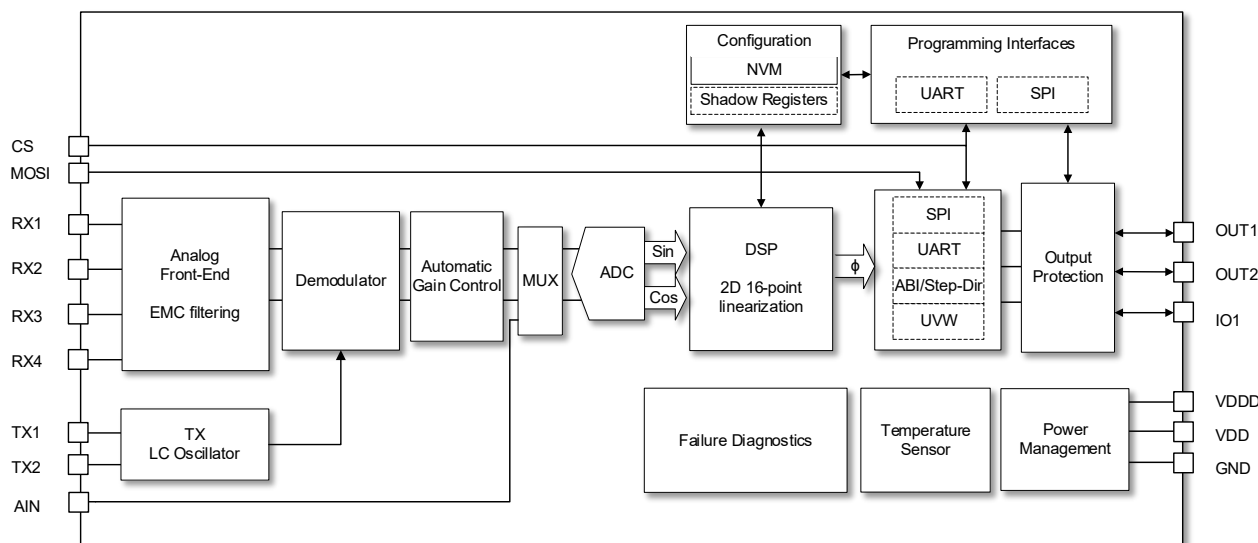 Configuration
NVM
Shadow Registers
Programming Interfaces
UART
SPI
CS
MOSI
RX1
RX2
RX3
RX4
TX1
TX2
AIN
Analog
Front-End
EMC filtering
TX
LC Oscillator
Demodulator
Automatic
Gain Control
MUX
ADC
Sin
Cos
DSP
2D 16-point
linearization
ϕ
SPI
UART
ABI/Step-Dir
UVW
Output
Protection
OUT1
OUT2
IO1
Failure Diagnostics
Temperature
Sensor
Power
Management
VDDD
VDD
GND